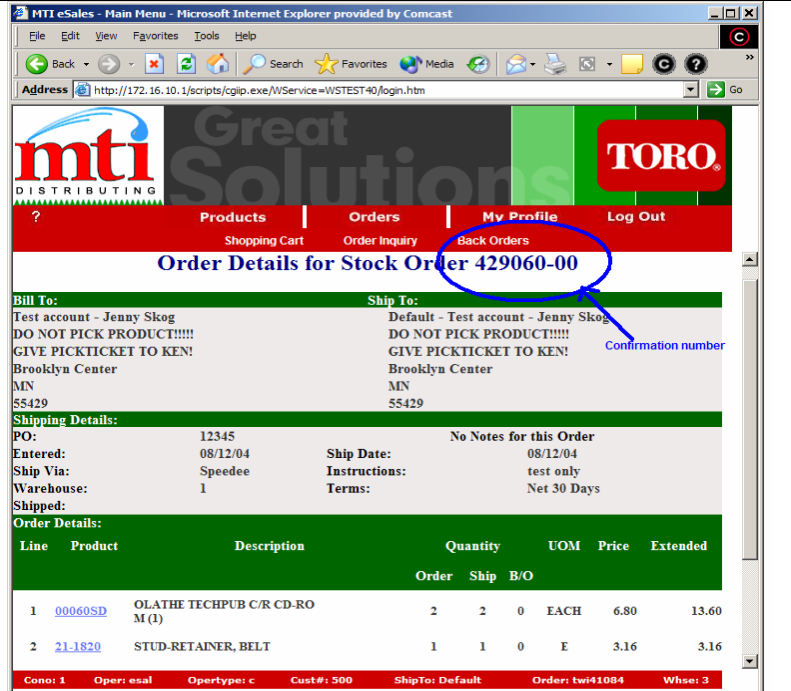 MTI eSales - Main Menu - Microsoft Internet Explorer provided by Comcast
File Edit View Favorites Tools Help
Back Search Favorites Media
Address http://172.16.10.1/scripts/cgiip.exe/WService=WSTEST40/login.htm Go
Great
Solutions
mti
DISTRIBUTING
TORO®
? Products Orders My Profile Log Out
Shopping Cart Order Inquiry Back Orders
Order Details for Stock Order 429060-00
Confirmation number
Bill To: Ship To:
Test account - Jenny Skog Default - Test account - Jenny Skog
DO NOT PICK PRODUCT!!!!! DO NOT PICK PRODUCT!!!!!
GIVE PICKTICKET TO KEN! GIVE PICKTICKET TO KEN!
Brooklyn Center Brooklyn Center
MN MN
55429 55429
Shipping Details:
PO: 12345 No Notes for this Order
Entered: 08/12/04 Ship Date: 08/12/04
Ship Via: Speedee Instructions: test only
Warehouse: 1 Terms: Net 30 Days
Shipped:
Order Details:
Line Product Description Quantity UOM Price Extended
Order Ship B/O
1 00060SD OLATHE TECHPUB C/R CD-RO 2 2 0 EACH 6.80 13.60
M (1)
2 21-1820 STUD-RETAINER, BELT 1 1 0 E 3.16 3.16
Cono: 1 Oper: esal Opertype: c Cust#: 500 ShipTo: Default Order: twi41084 Whse: 3